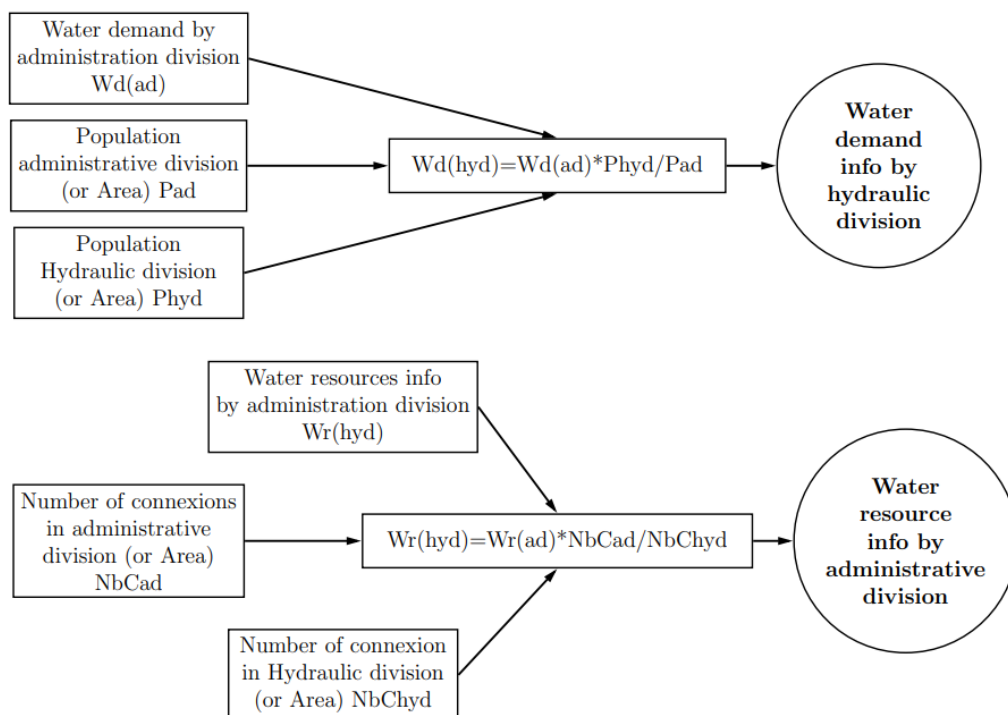 Water demand by
administration division
Wd(ad)
Population
administrative division
(or Area) Pad
Population
Hydraulic division
(or Area) Phyd
Wd(hyd)=Wd(ad)*Phyd/Pad
Water
demand
info by
hydraulic
division
Water resources info
by administration division
Wr(hyd)
Number of connexions
in administrative
division (or Area)
NbCad
Number of connexion
in Hydraulic division
(or Area) NbChyd
Wr(hyd)=Wr(ad)*NbCad/NbChyd
Water
resource
info by
administrative
division